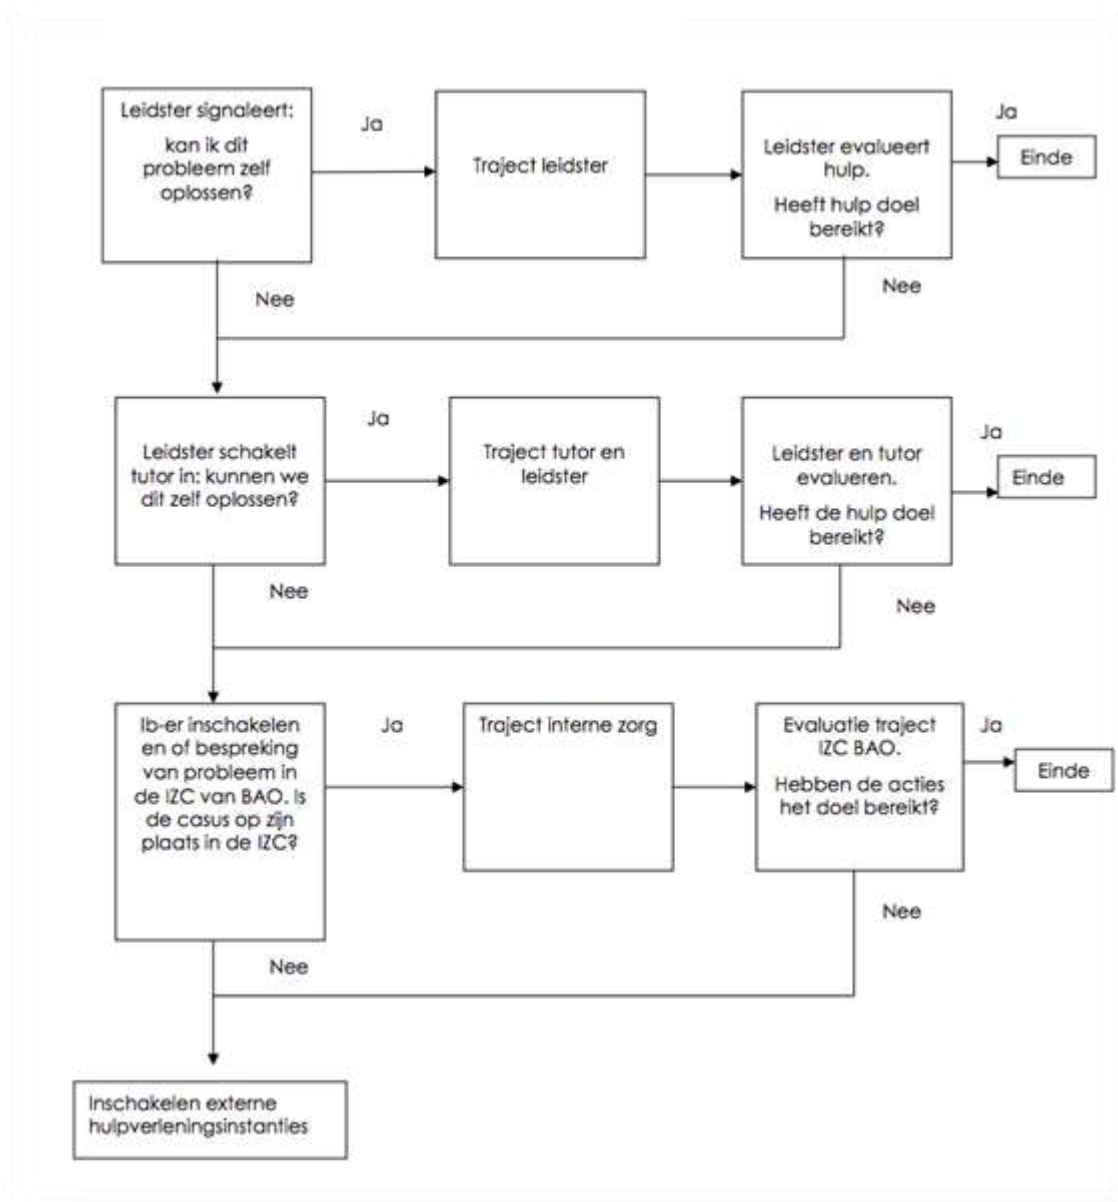 Leidster signaleert:
kan ik dit
probleem zelf
oplossen?
Ja
Traject leidster
Leidster evalueert
hulp.
Heeft hulp doel
bereikt?
Ja
Einde
Nee
Nee
Leidster schakelt
tutor in: kunnen we
dit zelf oplossen?
Ja
Traject tutor en
leidster
Leidster en tutor
evalueren.
Heeft de hulp doel
bereikt?
Ja
Einde
Nee
Nee
Ib-er inschakelen
en of bespreking
van probleem in
de IZC van BAO. Is
de casus op zijn
plaats in de IZC?
Ja
Traject interne zorg
Evaluatie traject
IZC BAO.
Hebben de acties
het doel bereikt?
Ja
Einde
Nee
Nee
Inschakelen externe
hulpverleningsinstanties